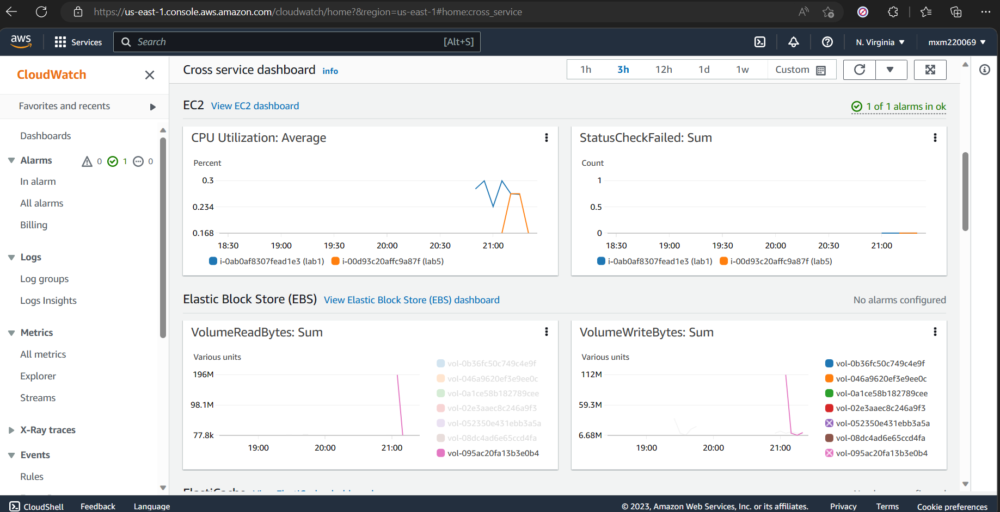 https://us-east-1.console.aws.amazon.com/cloudwatch/home?&region=us-east-1#home:cross_service
aws
Services
Search
[Alt+S]
N. Virginia
mxm220069
CloudWatch
Favorites and recents
Dashboards
Alarms 0 1 0
In alarm
All alarms
Billing
Logs
Log groups
Logs Insights
Metrics
All metrics
Explorer
Streams
X-Ray traces
Events
Rules
Cross service dashboard info
1h 3h 12h 1d 1w Custom
EC2 View EC2 dashboard
1 of 1 alarms in ok
CPU Utilization: Average
Percent
0.3
0.234
0.168
18:30 19:00 19:30 20:00 20:30 21:00
i-0ab0af8307fead1e3 (lab1) i-00d93c20affc9a87f (lab5)
StatusCheckFailed: Sum
Count
1
0.5
0
18:30 19:00 19:30 20:00 20:30 21:00
i-0ab0af8307fead1e3 (lab1) i-00d93c20affc9a87f (lab5)
Elastic Block Store (EBS) View Elastic Block Store (EBS) dashboard
No alarms configured
VolumeReadBytes: Sum
Various units
196M
98.1M
77.8k
19:00 20:00 21:00
vol-0b36fc50c749c4e9f
vol-046a9620ef3e9ee0c
vol-0a1ce58b182789cee
vol-02e3aaec8c246a9f3
vol-052350e431ebb3a5a
vol-08dc4ad6e65ccd4fa
vol-095ac20fa13b3e0b4
VolumeWriteBytes: Sum
Various units
112M
59.3M
6.68M
19:00 20:00 21:00
vol-0b36fc50c749c4e9f
vol-046a9620ef3e9ee0c
vol-0a1ce58b182789cee
vol-02e3aaec8c246a9f3
vol-052350e431ebb3a5a
vol-08dc4ad6e65ccd4fa
vol-095ac20fa13b3e0b4
CloudShell
Feedback
Language
© 2023, Amazon Web Services, Inc. or its affiliates.
Privacy
Terms
Cookie preferences